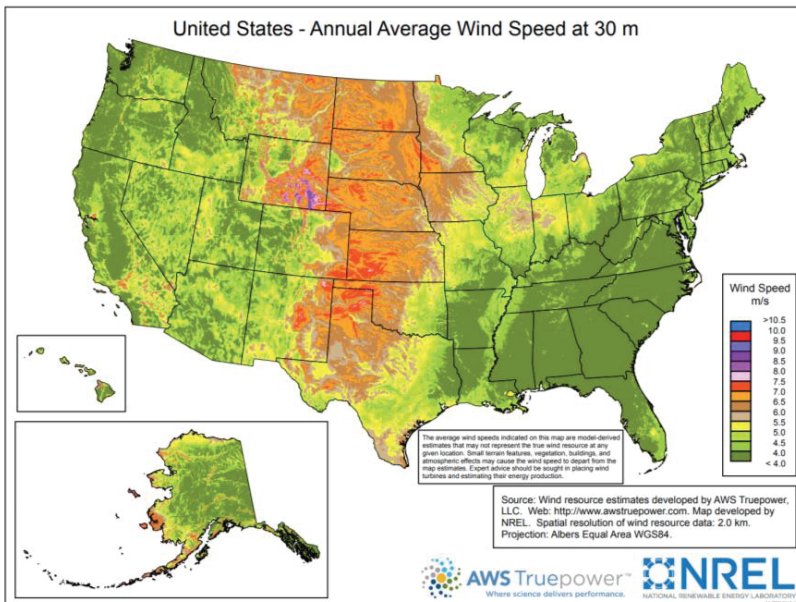 United States - Annual Average Wind Speed at 30 m
Wind Speed
m/s
>10.5
10.0
9.5
9.0
8.5
8.0
7.5
7.0
6.5
6.0
5.5
5.0
4.5
4.0
< 4.0
The average wind speeds indicated on this map are model-derived
estimates that may not represent the true wind resource at any
given location. Small terrain features, vegetation, buildings, and
atmospheric effects may cause the wind speed to depart from the
map estimates. Expert advice should be sought in placing wind
turbines and estimating their energy production.
Source: Wind resource estimates developed by AWS Truepower,
LLC. Web: http://www.awstruepower.com. Map developed by
NREL. Spatial resolution of wind resource data: 2.0 km.
Projection: Albers Equal Area WGS84.
AWS Truepower™
Where science delivers performance.
NREL
NATIONAL RENEWABLE ENERGY LABORATORY